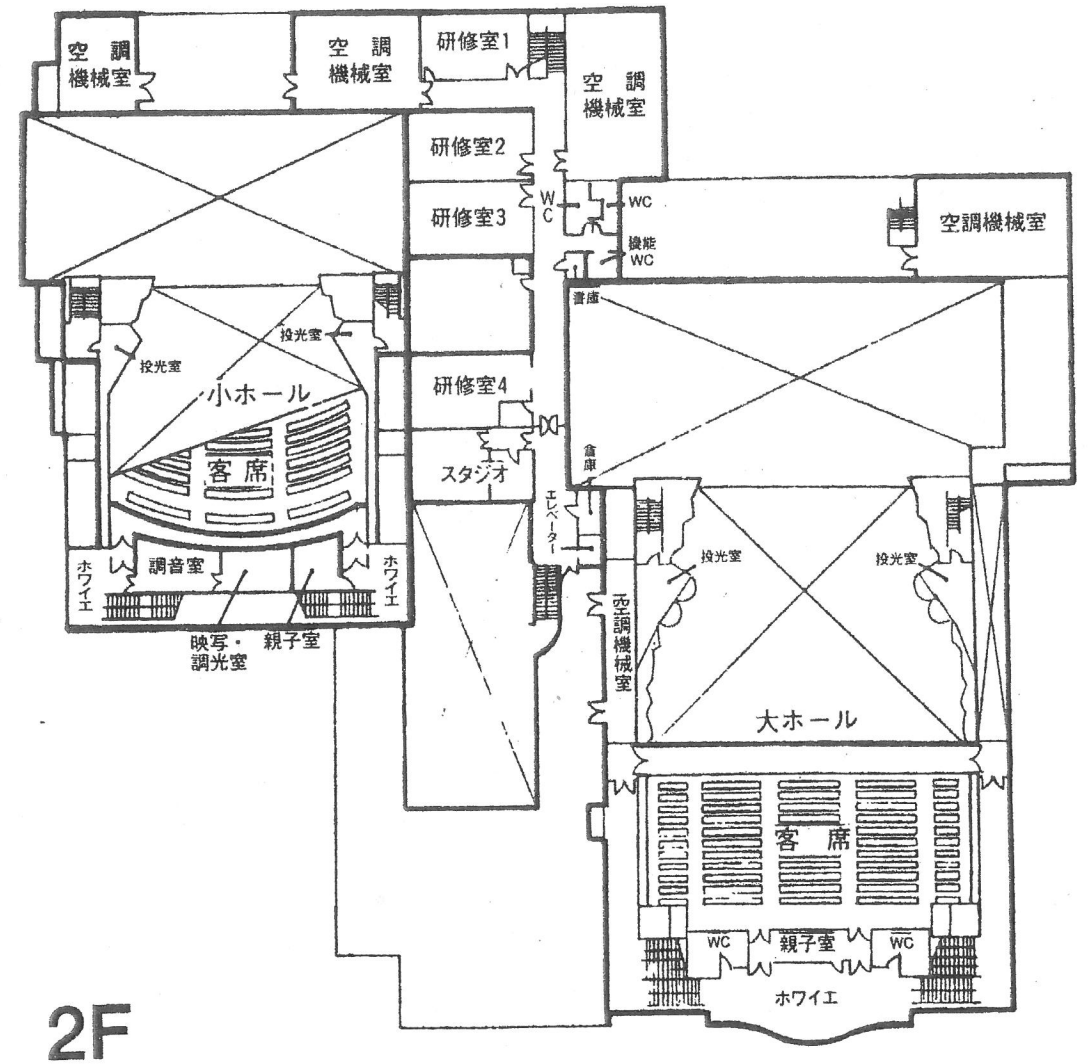 空 調
機械室
空 調
機械室
研修室1
空 調
機械室
研修室2
研修室3
WC
WC
機能
WC
書庫
空調機械室
投光室
投光室
小ホール
客 席
研修室4
スタジオ
倉庫
エレベーター
ホワイエ
調音室
ホワイエ
映写・
調光室
親子室
空調機械室
投光室
投光室
大ホール
客 席
WC
親子室
WC
ホワイエ
2F